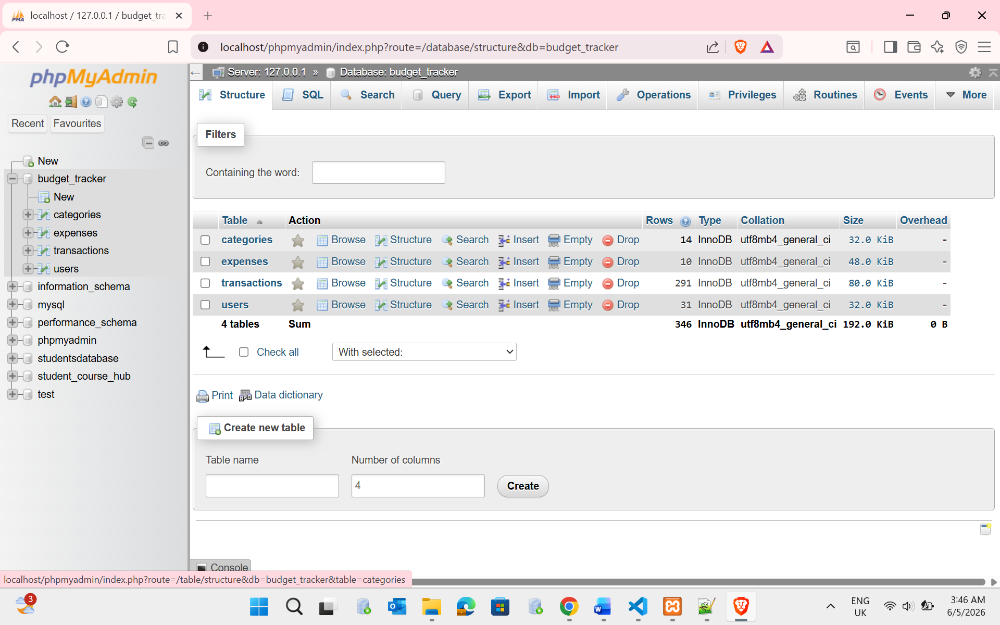 localhost / 127.0.0.1 / budget_tra
localhost/phpmyadmin/index.php?route=/database/structure&db=budget_tracker
phpMyAdmin
Recent Favourites
New
budget_tracker
New
categories
expenses
transactions
users
information_schema
mysql
performance_schema
phpmyadmin
studentsdatabase
student_course_hub
test
Server: 127.0.0.1 » Database: budget_tracker
Structure SQL Search Query Export Import Operations Privileges Routines Events More
Filters
Containing the word:
Table Action Rows Type Collation Size Overhead
categories Browse Structure Search Insert Empty Drop 14 InnoDB utf8mb4_general_ci 32.0 KiB -
expenses Browse Structure Search Insert Empty Drop 10 InnoDB utf8mb4_general_ci 48.0 KiB -
transactions Browse Structure Search Insert Empty Drop 291 InnoDB utf8mb4_general_ci 80.0 KiB -
users Browse Structure Search Insert Empty Drop 31 InnoDB utf8mb4_general_ci 32.0 KiB -
4 tables Sum 346 InnoDB utf8mb4_general_ci 192.0 KiB 0 B
Check all With selected:
Print Data dictionary
Create new table
Table name Number of columns
4 Create
Console
localhost/phpmyadmin/index.php?route=/table/structure&db=budget_tracker&table=categories
3
ENG
UK
3:46 AM
6/5/2026